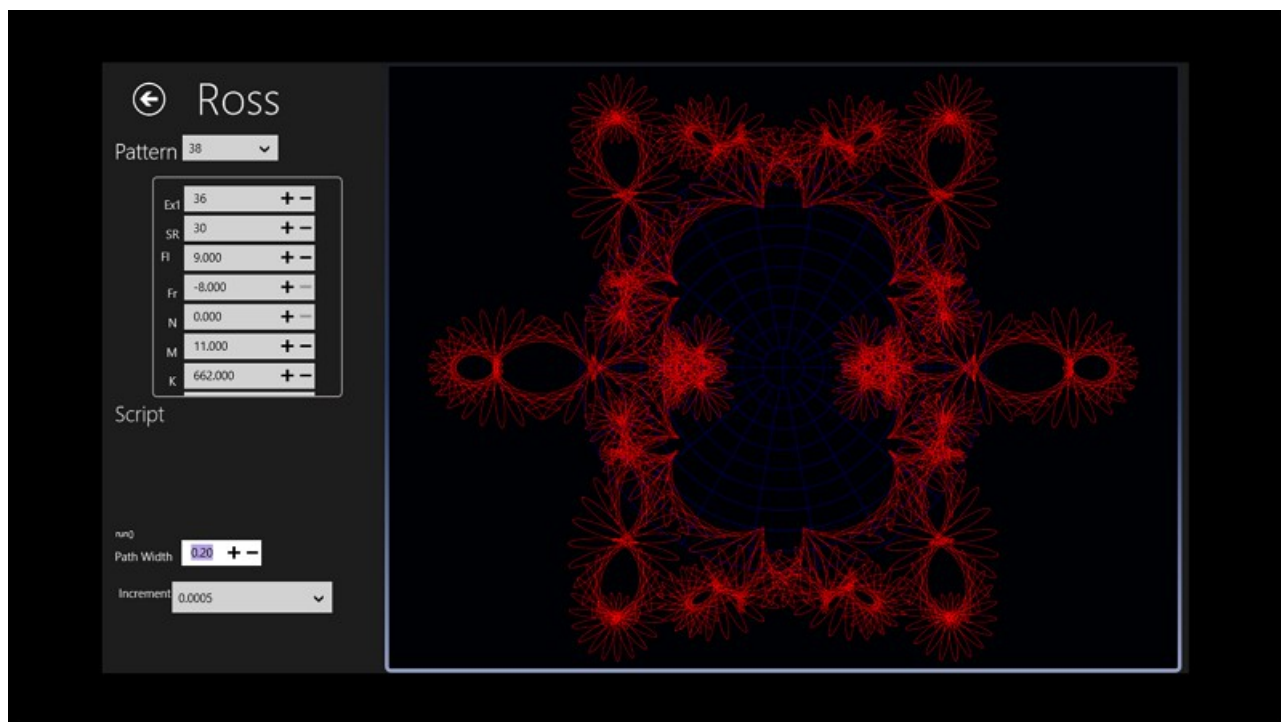 Ross
Pattern 38
Ex1 36
SR 30
Fl 9.000
Fr -8.000
N 0.000
M 11.000
K 662.000
Script
run()
Path Width 0.20
Increment 0.0005